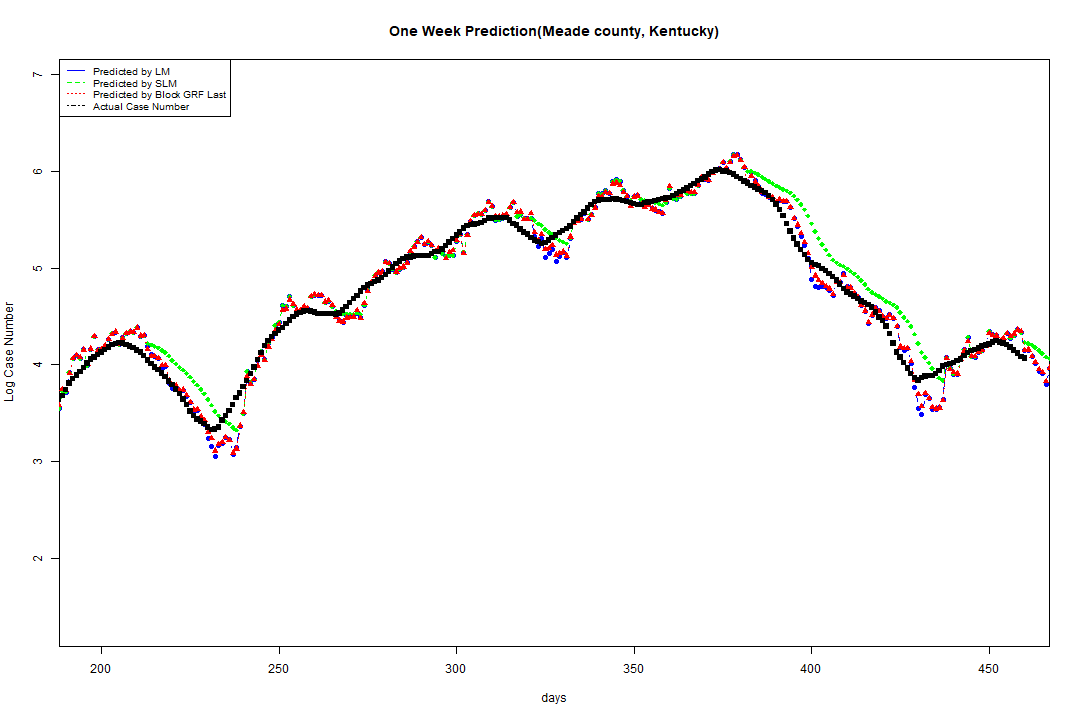 One Week Prediction(Meade county, Kentucky)
Predicted by LM
Predicted by SLM
Predicted by Block GRF Last
Actual Case Number
7
6
5
4
3
2
Log Case Number
200 250 300 350 400 450
days